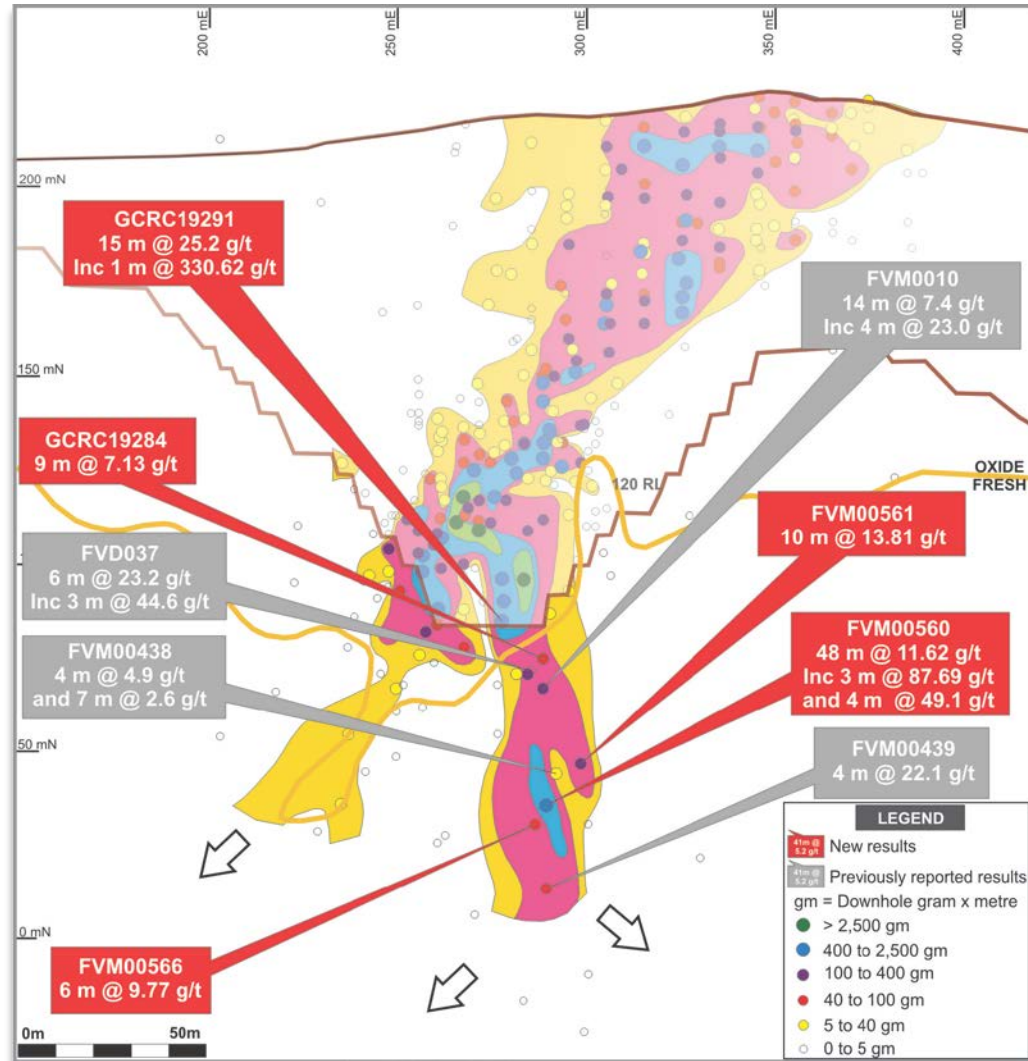 200 mE
250 mE
300 mE
350 mE
400 mE
200 mN
GCRC19291
15 m @ 25.2 g/t
Inc 1 m @ 330.62 g/t
FVM0010
14 m @ 7.4 g/t
Inc 4 m @ 23.0 g/t
150 mN
GCRC19284
9 m @ 7.13 g/t
120 RL
OXIDE
FRESH
FVD037
6 m @ 23.2 g/t
Inc 3 m @ 44.6 g/t
FVM00561
10 m @ 13.81 g/t
FVM00438
4 m @ 4.9 g/t
and 7 m @ 2.6 g/t
FVM00560
48 m @ 11.62 g/t
Inc 3 m @ 87.69 g/t
and 4 m @ 49.1 g/t
50 mN
FVM00439
4 m @ 22.1 g/t
LEGEND
41m @
5.2 g/t
New results
41m @
5.2 g/t
Previously reported results
gm = Downhole gram x metre
> 2,500 gm
400 to 2,500 gm
100 to 400 gm
40 to 100 gm
5 to 40 gm
0 to 5 gm
0 mN
FVM00566
6 m @ 9.77 g/t
0m
50m